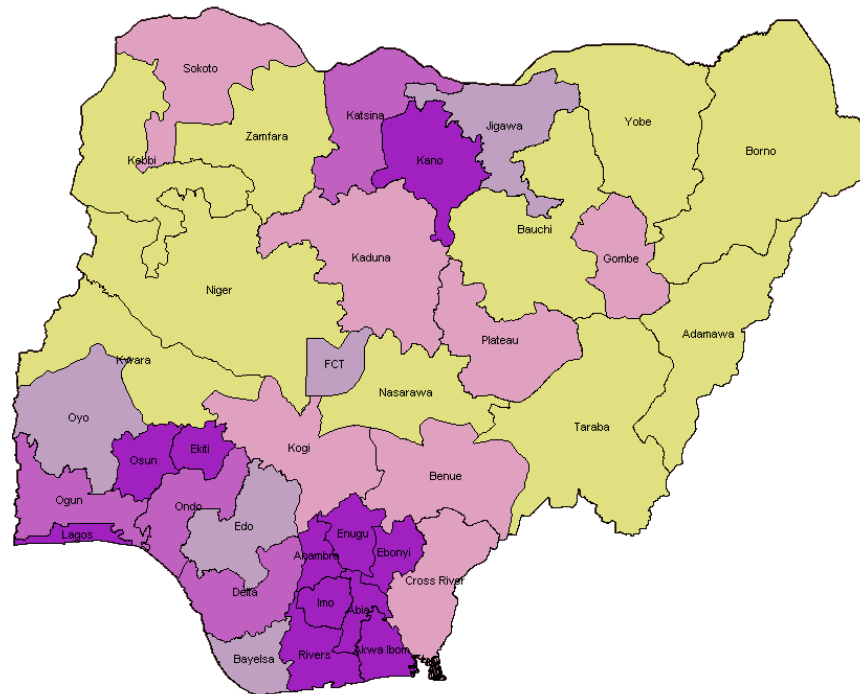 Sokoto
Katsina
Jigawa
Yobe
Borno
Zamfara
Kebbi
Kano
Bauchi
Gombe
Kaduna
Niger
Adamawa
Plateau
Kwara
FCT
Nasarawa
Oyo
Taraba
Ekiti
Osun
Kogi
Benue
Ogun
Ondo
Edo
Lagos
Enugu
Anambra
Ebonyi
Cross River
Delta
Imo
Abia
Bayelsa
Rivers
Akwa Ibom